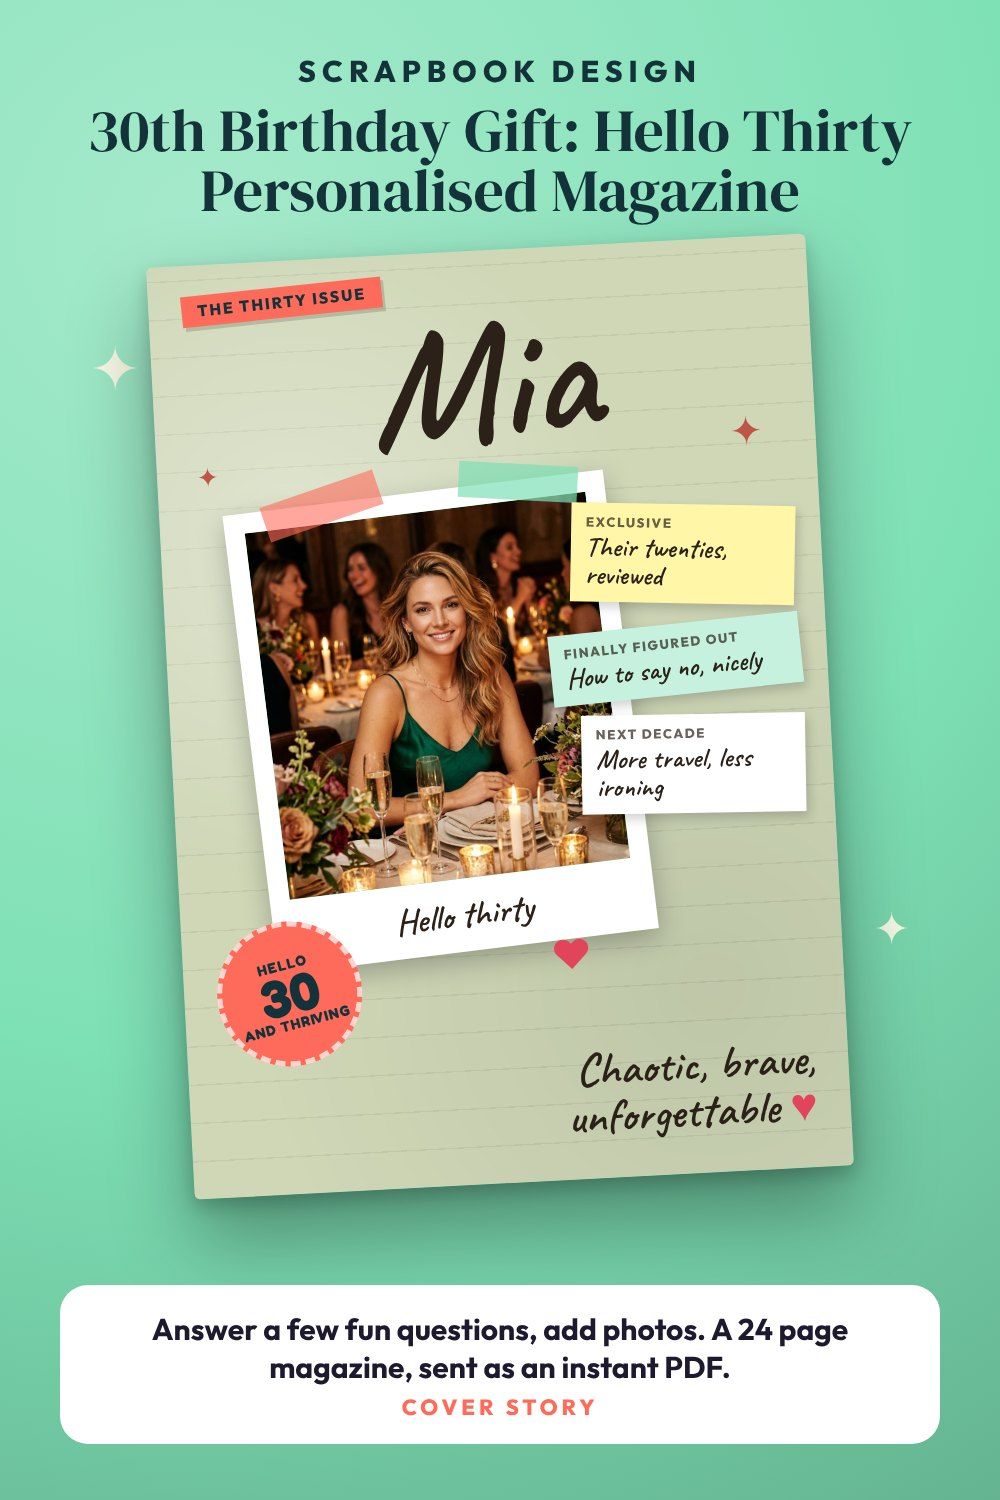 SCRAPBOOK DESIGN
30th Birthday Gift: Hello Thirty
Personalised Magazine
THE THIRTY ISSUE
Mia
EXCLUSIVE
Their twenties,
reviewed
FINALLY FIGURED OUT
How to say no, nicely
NEXT DECADE
More travel, less
ironing
Hello thirty
HELLO
30
AND THRIVING
Chaotic, brave,
unforgettable ♥
Answer a few fun questions, add photos. A 24 page
magazine, sent as an instant PDF.
COVER STORY